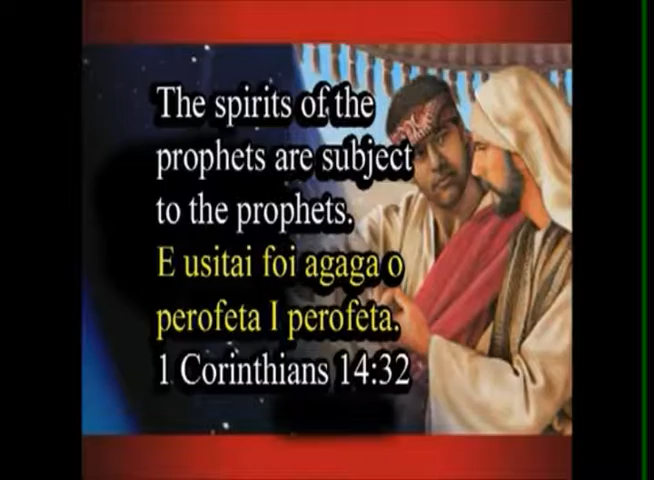 The spirits of the
prophets are subject
to the prophets.
E usitai foi agaga o
perofeta I perofeta.
1 Corinthians 14:32